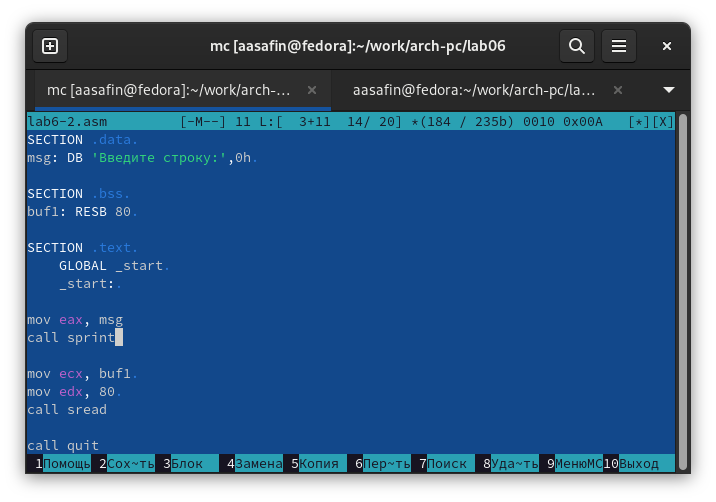 mc [aasafin@fedora]:~/work/arch-pc/lab06
mc [aasafin@fedora]:~/work/arch-... × aasafin@fedora:~/work/arch-pc/la... ×
lab6-2.asm [-M--] 11 L:[ 3+11 14/ 20] *(184 / 235b) 0010 0x00A [*][X]
SECTION .data.
msg: DB 'Введите строку:',0h.
SECTION .bss.
buf1: RESB 80.
SECTION .text.
GLOBAL _start.
_start:.
mov eax, msg
call sprint
mov ecx, buf1.
mov edx, 80.
call sread
call quit
1Помощь 2Сох~ть 3Блок 4Замена 5Копия 6Пер~ть 7Поиск 8Уда~ть 9МенюMC 10Выход